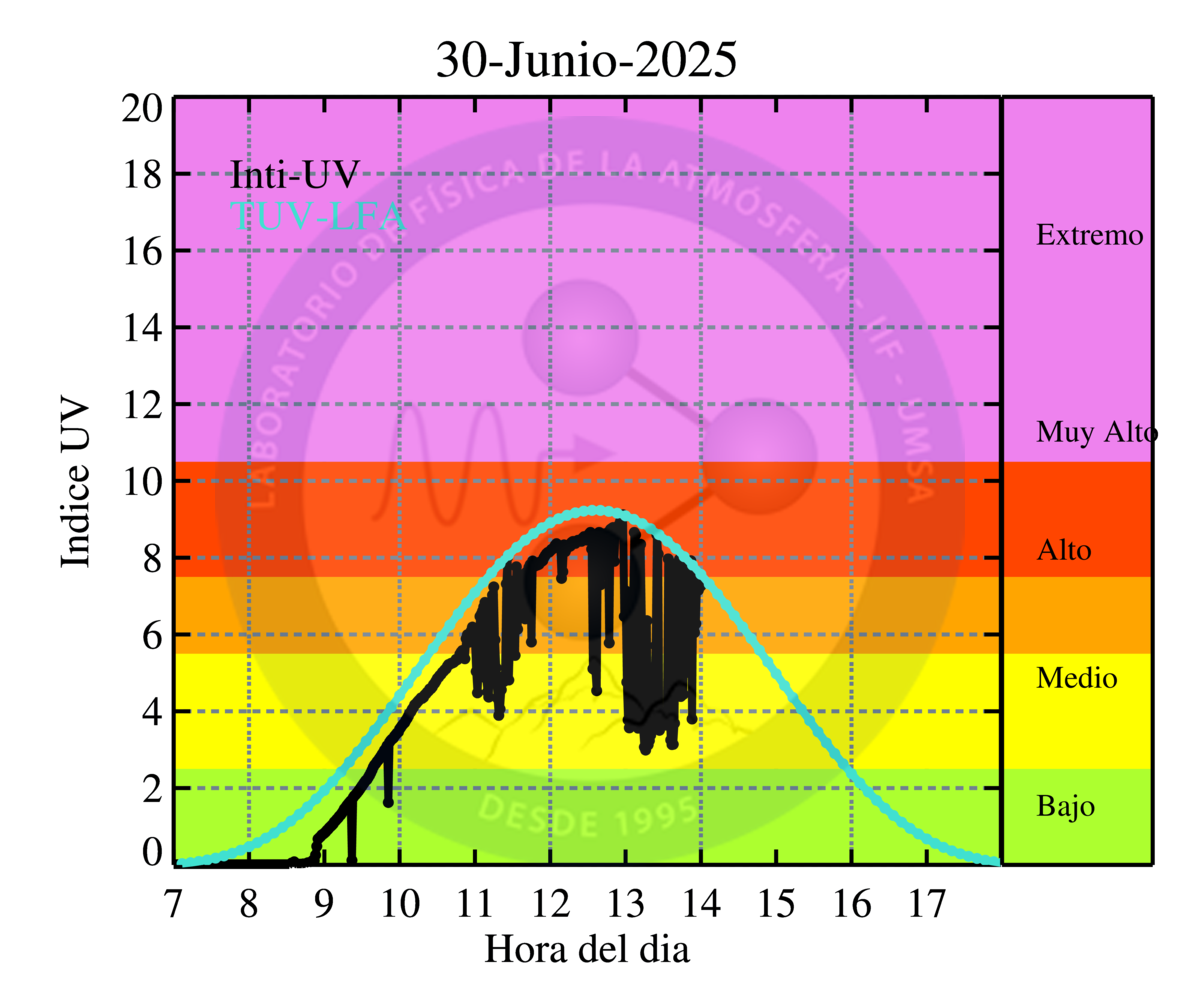 30-Junio-2025
20
18
16
14
12
10
8
6
4
2
0
Indice UV
Inti-UV
TUV-LFA
LABORATORIO DE FÍSICA DE LA ATMÓSFERA - IIF - UMSA
DESDE 1995
Extremo
Muy Alto
Alto
Medio
Bajo
7 8 9 10 11 12 13 14 15 16 17
Hora del dia